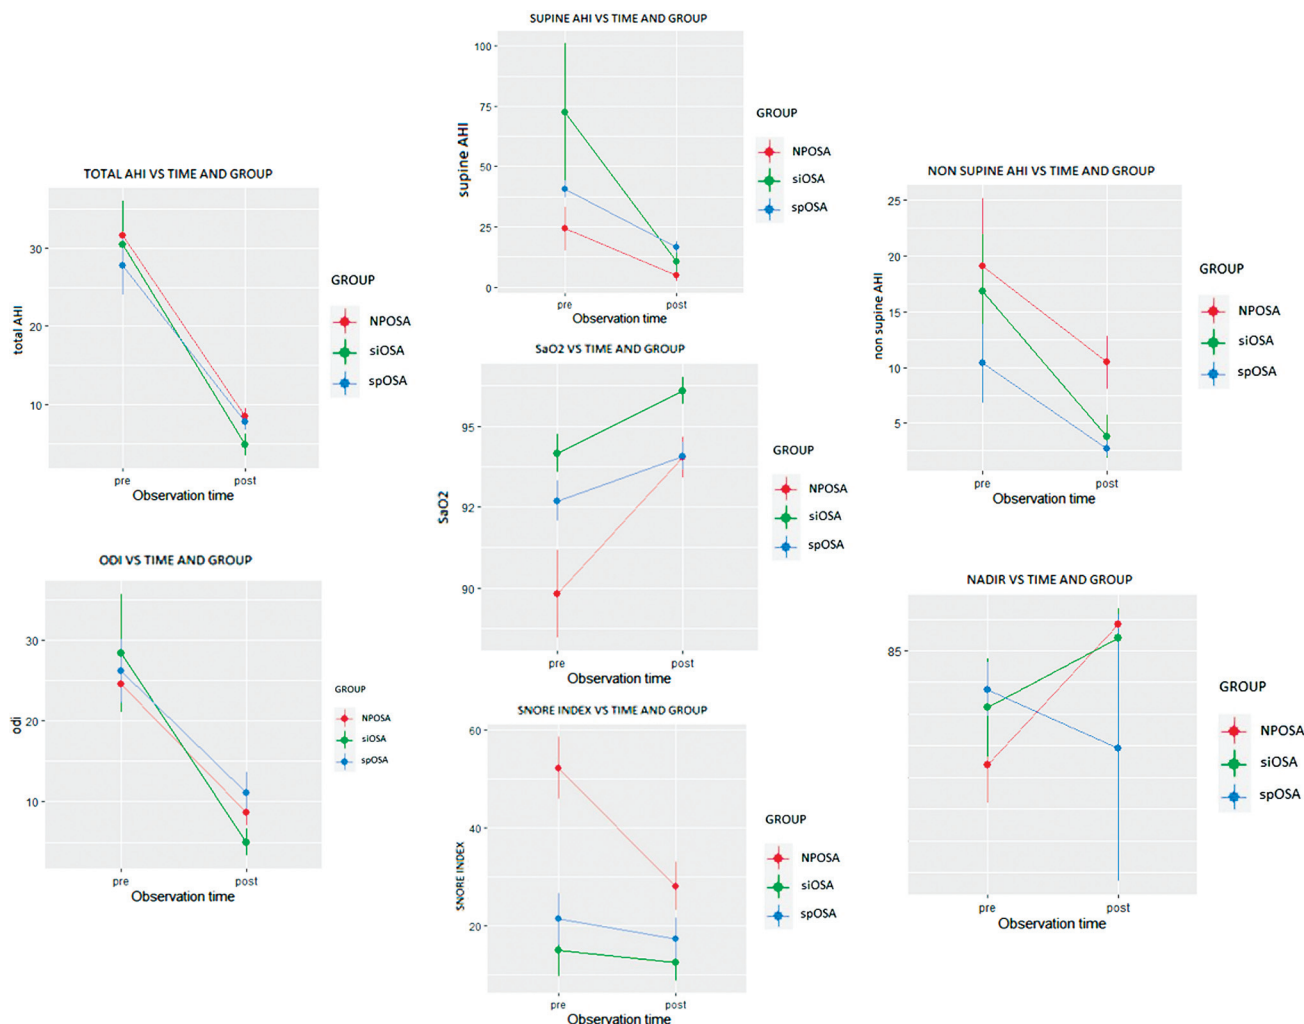 SUPINE AHI VS TIME AND GROUP
100
75
50
25
0
supine AHI
pre
post
Observation time
GROUP
NPOSA
siOSA
spOSA
TOTAL AHI VS TIME AND GROUP
30
20
10
total AHI
pre
post
Observation time
GROUP
NPOSA
siOSA
spOSA
NON SUPINE AHI VS TIME AND GROUP
25
20
15
10
5
non supine AHI
pre
post
Observation time
GROUP
NPOSA
siOSA
spOSA
SaO2 VS TIME AND GROUP
95
92
90
SaO2
pre
post
Observation time
GROUP
NPOSA
siOSA
spOSA
ODI VS TIME AND GROUP
30
20
10
odi
pre
post
Observation time
GROUP
NPOSA
siOSA
spOSA
NADIR VS TIME AND GROUP
85
pre
post
Observation time
GROUP
NPOSA
siOSA
spOSA
SNORE INDEX VS TIME AND GROUP
60
40
20
SNORE INDEX
pre
post
Observation time
GROUP
NPOSA
siOSA
spOSA